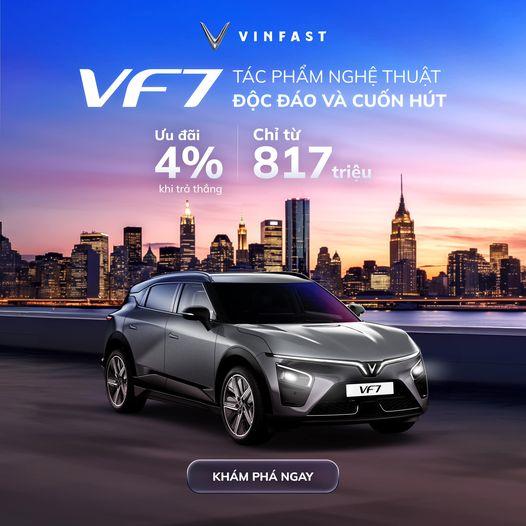 VINFAST
VF7
TÁC PHẨM NGHỆ THUẬT
ĐỘC ĐÁO VÀ CUỐN HÚT
Ưu đãi
4%
khi trả thẳng
Chỉ từ
817 triệu
VF7
KHÁM PHÁ NGAY